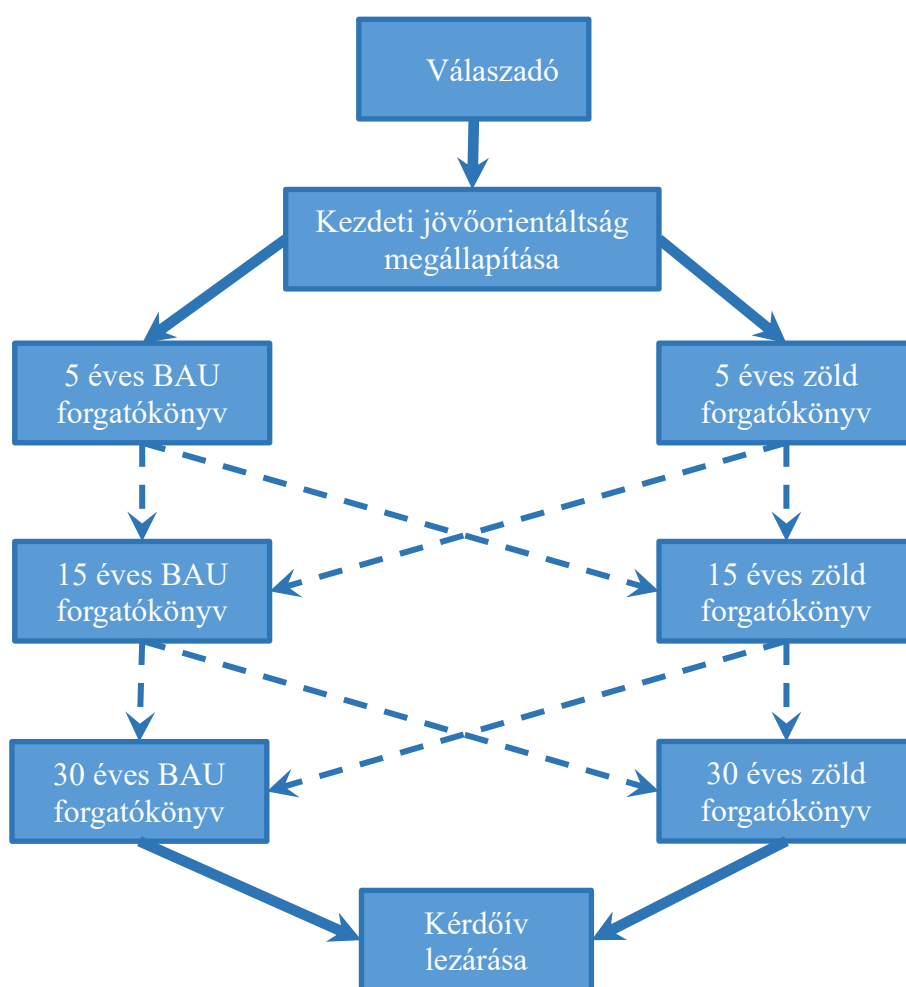 Válaszadó
Kezdeti jövőorientáltság
megállapítása
5 éves BAU
forgatókönyv
5 éves zöld
forgatókönyv
15 éves BAU
forgatókönyv
15 éves zöld
forgatókönyv
30 éves BAU
forgatókönyv
30 éves zöld
forgatókönyv
Kérdőív
lezárása